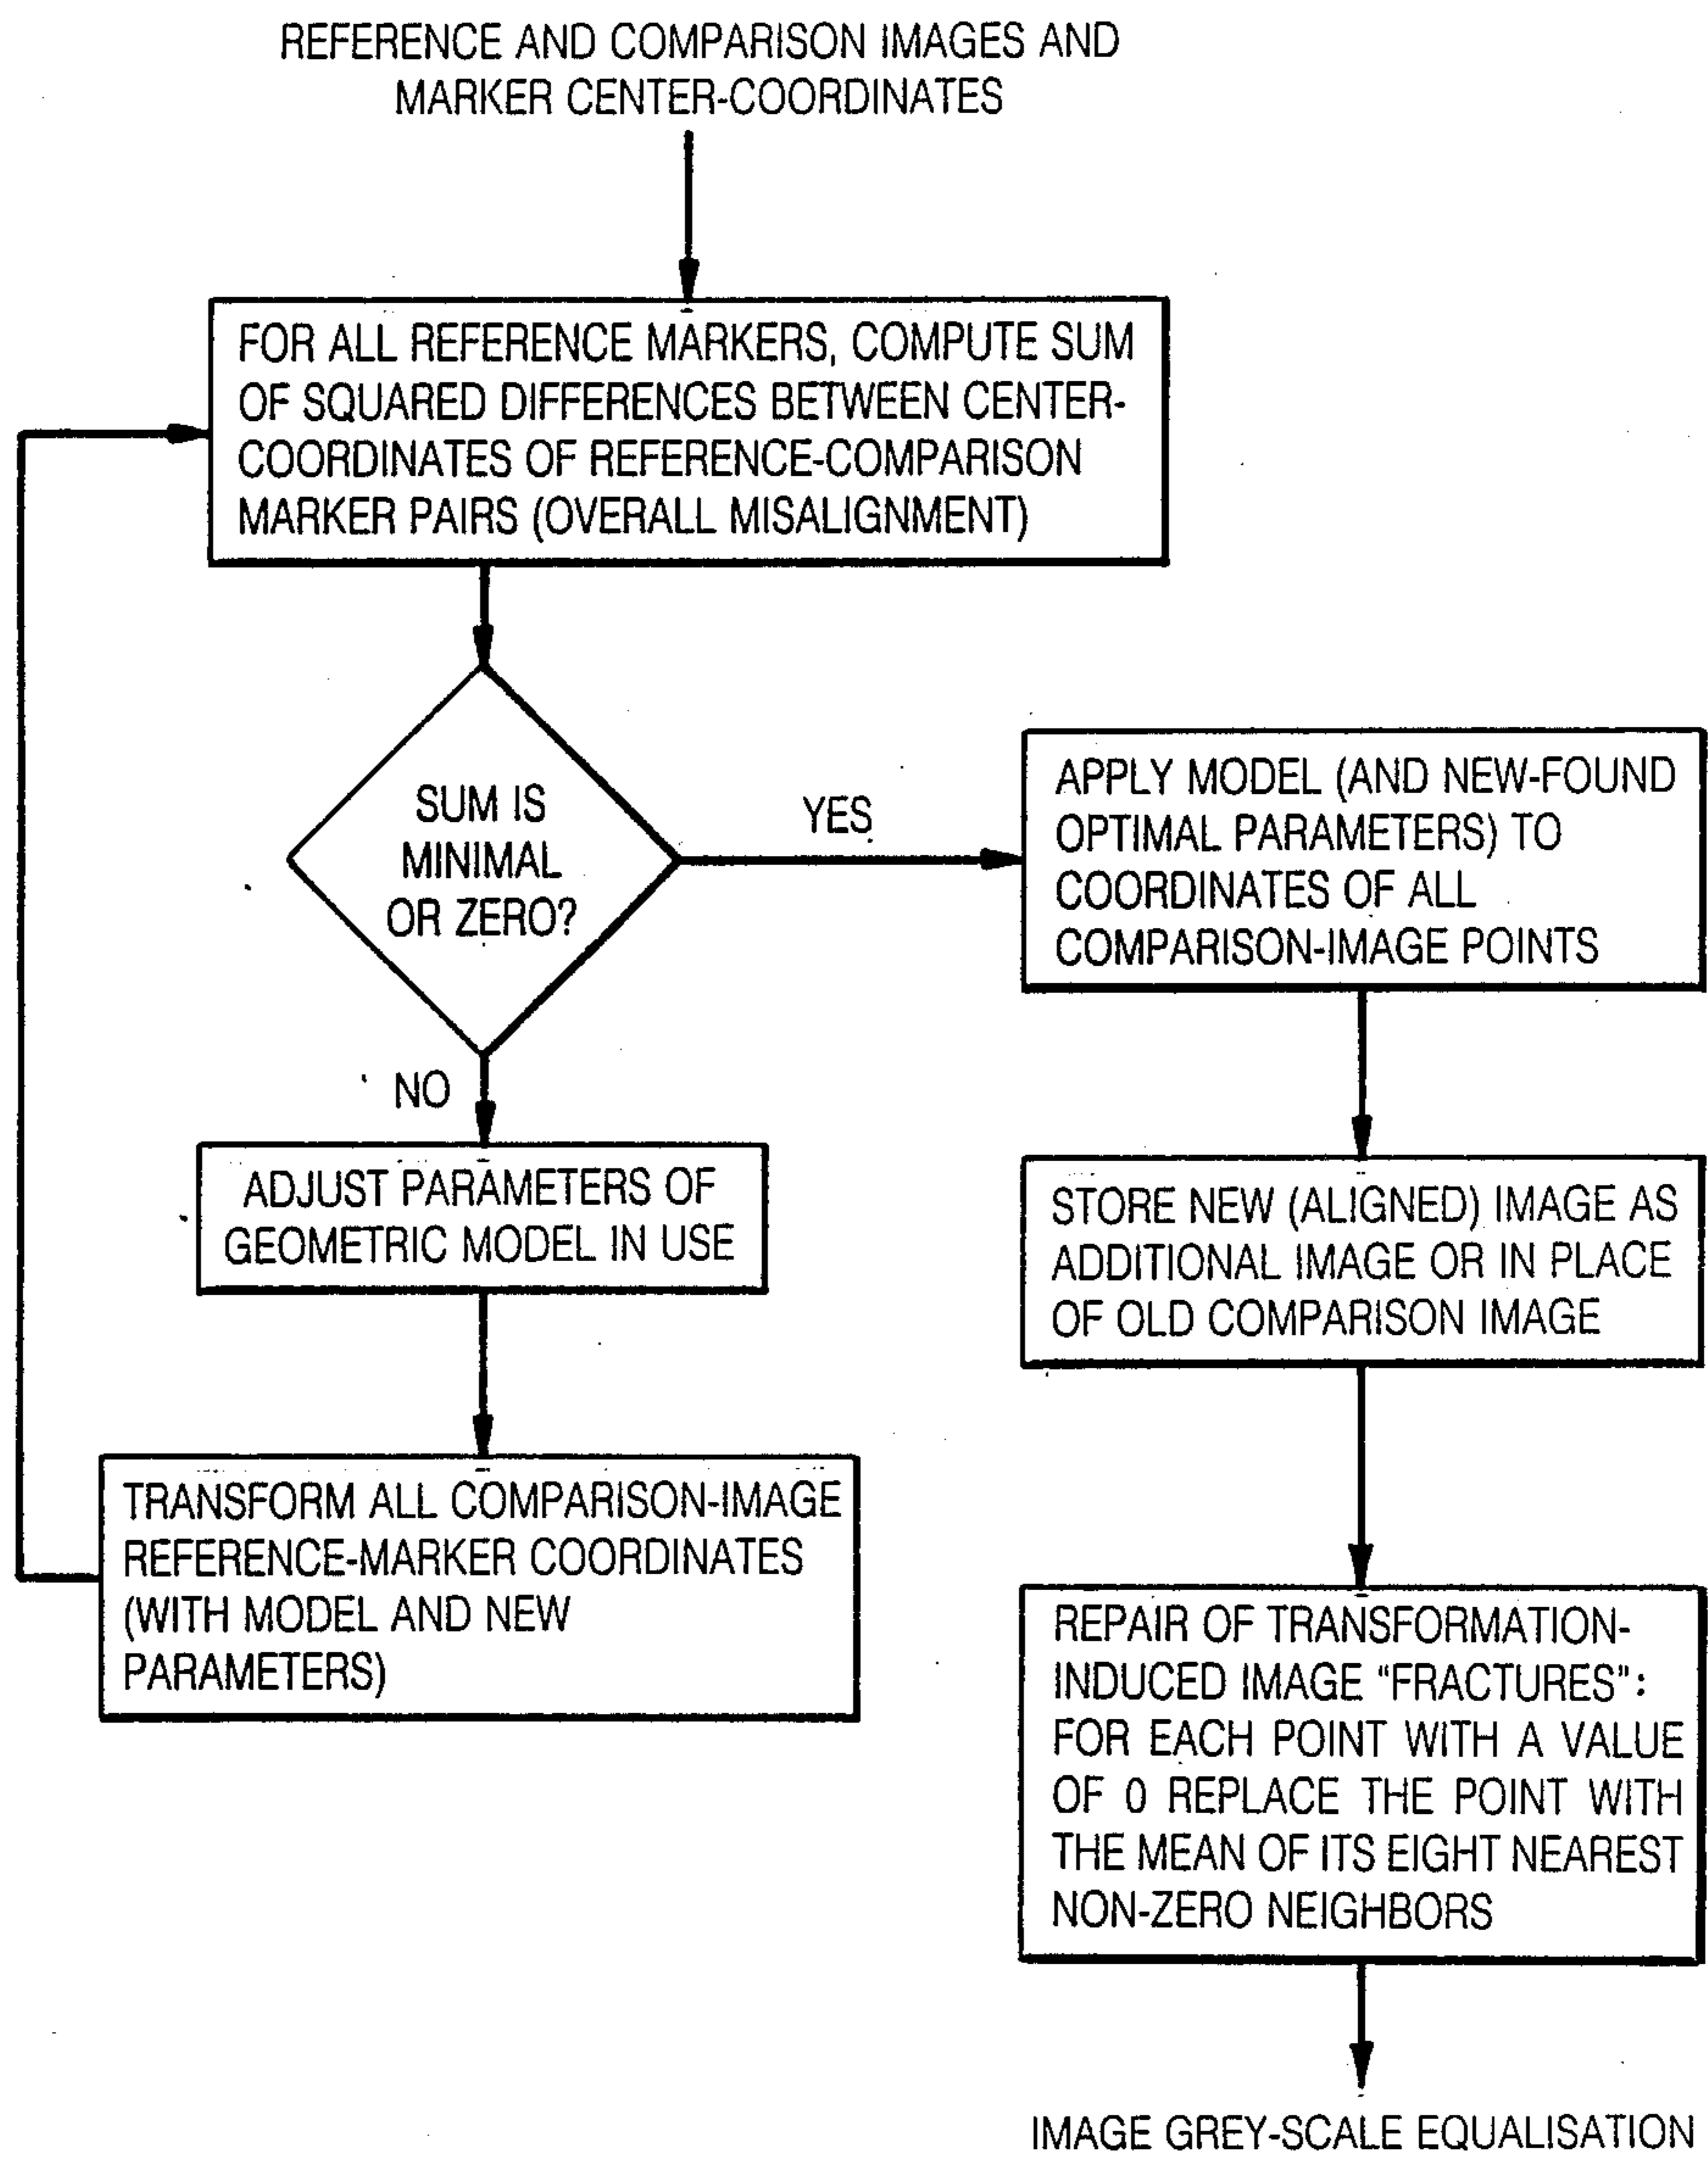 REFERENCE AND COMPARISON IMAGES AND
MARKER CENTER-COORDINATES
FOR ALL REFERENCE MARKERS, COMPUTE SUM
OF SQUARED DIFFERENCES BETWEEN CENTER-
COORDINATES OF REFERENCE-COMPARISON
MARKER PAIRS (OVERALL MISALIGNMENT)
SUM IS
MINIMAL
OR ZERO?
YES
NO
ADJUST PARAMETERS OF
GEOMETRIC MODEL IN USE
TRANSFORM ALL COMPARISON-IMAGE
REFERENCE-MARKER COORDINATES
(WITH MODEL AND NEW
PARAMETERS)
APPLY MODEL (AND NEW-FOUND
OPTIMAL PARAMETERS) TO
COORDINATES OF ALL
COMPARISON-IMAGE POINTS
STORE NEW (ALIGNED) IMAGE AS
ADDITIONAL IMAGE OR IN PLACE
OF OLD COMPARISON IMAGE
REPAIR OF TRANSFORMATION-
INDUCED IMAGE "FRACTURES":
FOR EACH POINT WITH A VALUE
OF 0 REPLACE THE POINT WITH
THE MEAN OF ITS EIGHT NEAREST
NON-ZERO NEIGHBORS
IMAGE GREY-SCALE EQUALISATION